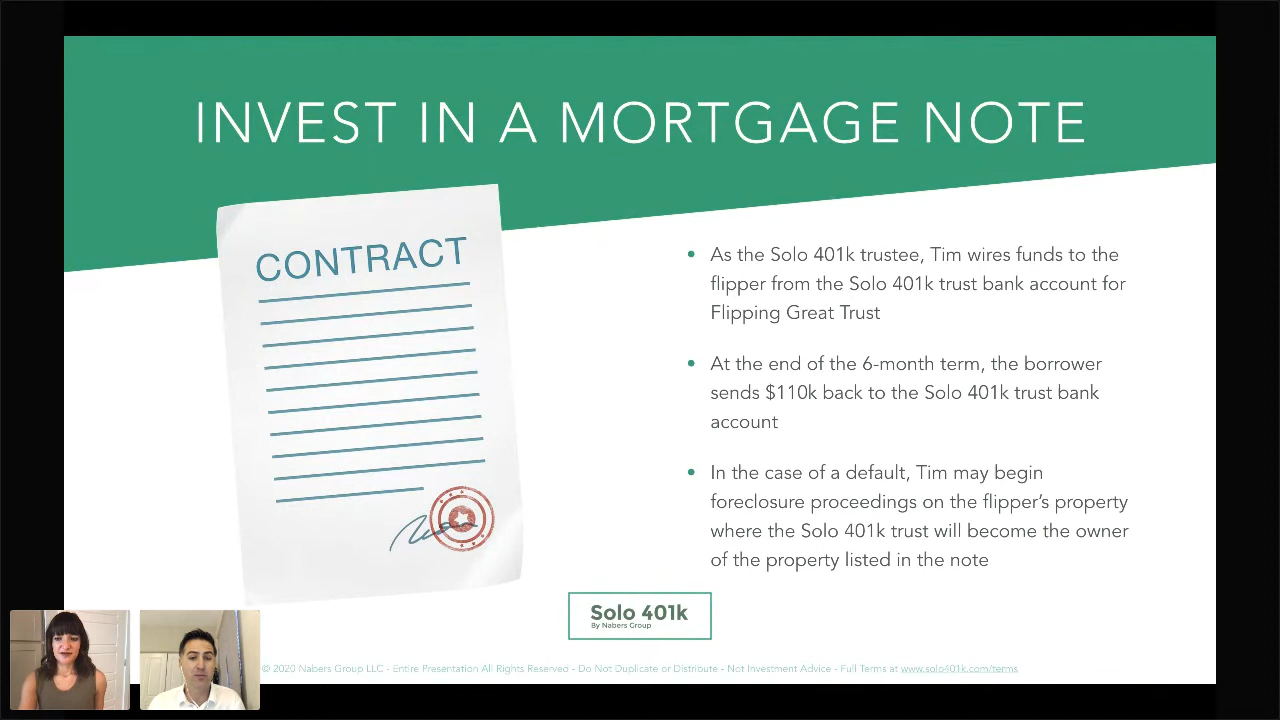 INVEST IN A MORTGAGE NOTE
CONTRACT
• As the Solo 401k trustee, Tim wires funds to the
flipper from the Solo 401k trust bank account for
Flipping Great Trust
• At the end of the 6-month term, the borrower
sends $110k back to the Solo 401k trust bank
account
• In the case of a default, Tim may begin
foreclosure proceedings on the flipper's property
where the Solo 401k trust will become the owner
of the property listed in the note
Solo 401k
By Nabers Group
© 2020 Nabers Group LLC - Entire Presentation All Rights Reserved - Do Not Duplicate or Distribute - Not Investment Advice - Full Terms at www.solo401k.com/terms